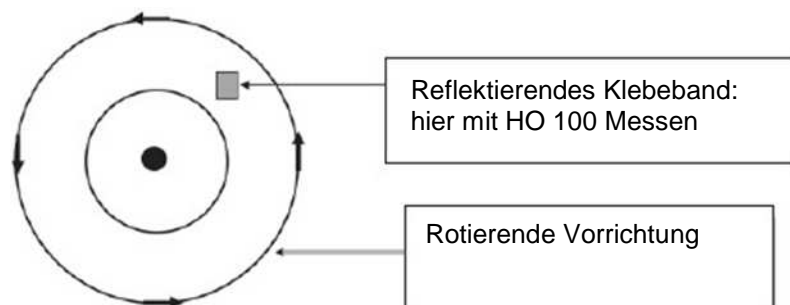 Reflektierendes Klebeband:
hier mit HO 100 Messen
Rotierende Vorrichtung